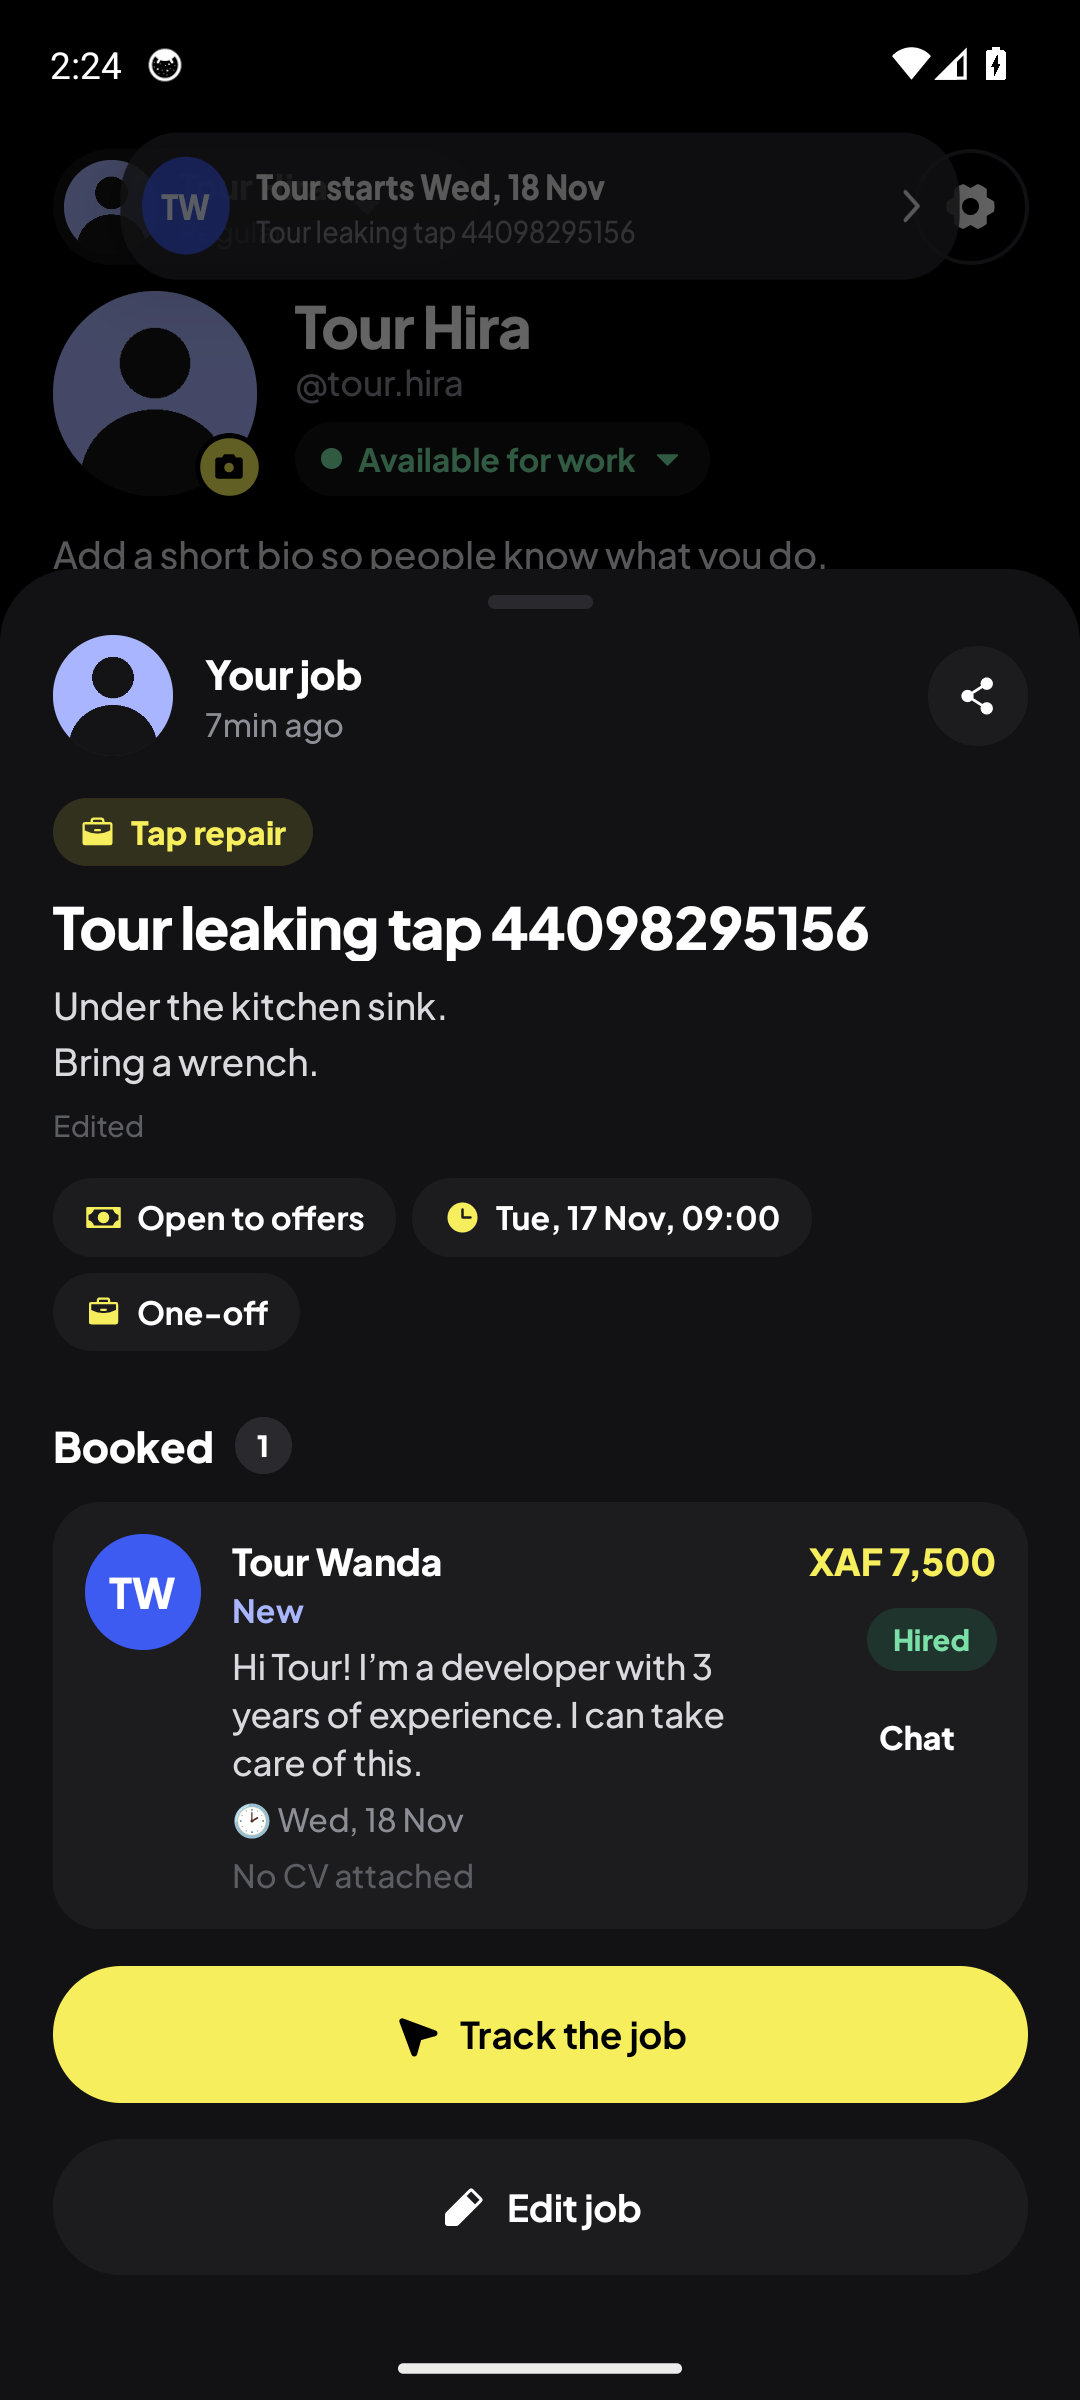 2:24
TW
Tour starts Wed, 18 Nov
Tour leaking tap 44098295156
Tour Hira
@tour.hira
Available for work
Add a short bio so people know what you do.
Your job
7min ago
Tap repair
Tour leaking tap 44098295156
Under the kitchen sink.
Bring a wrench.
Edited
Open to offers
Tue, 17 Nov, 09:00
One-off
Booked 1
TW
Tour Wanda
XAF 7,500
New
Hired
Hi Tour! I’m a developer with 3
years of experience. I can take
care of this.
Chat
Wed, 18 Nov
No CV attached
Track the job
Edit job